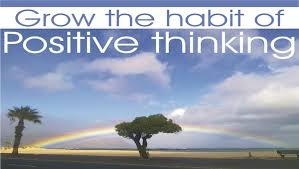 Grow the habit of
Positive thinking